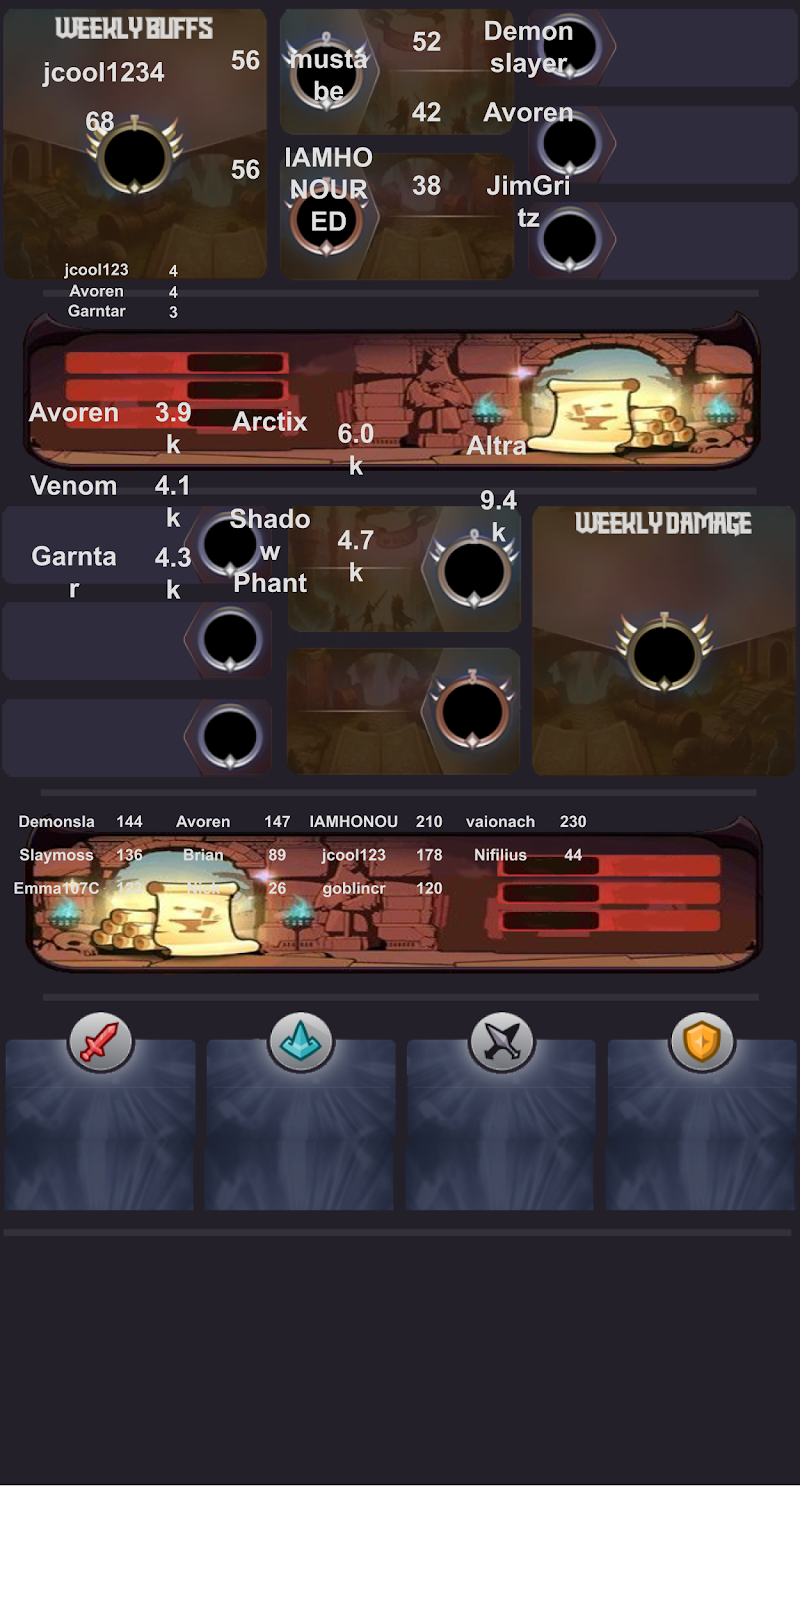 WEEKLY BUFFS
jcool1234
68
56
56
musta
be
IAMHO
NOUR
ED
52
42
38
Demon
slayer
Avoren
JimGri
tz
jcool123 4
Avoren 4
Garntar 3
Avoren 3.9
k
Venom 4.1
k
Garnta
r
4.3
k
Arctix
6.0
k
Shado
w
Phant
4.7
k
Altra
9.4
k
WEEKLY DAMAGE
Demonsla 144 Avoren 147 IAMHONOU 210 vaionach 230
Slaymoss 136 Brian 89 jcool123 178 Nifilius 44
Emma107C Nick 26 goblincr 120